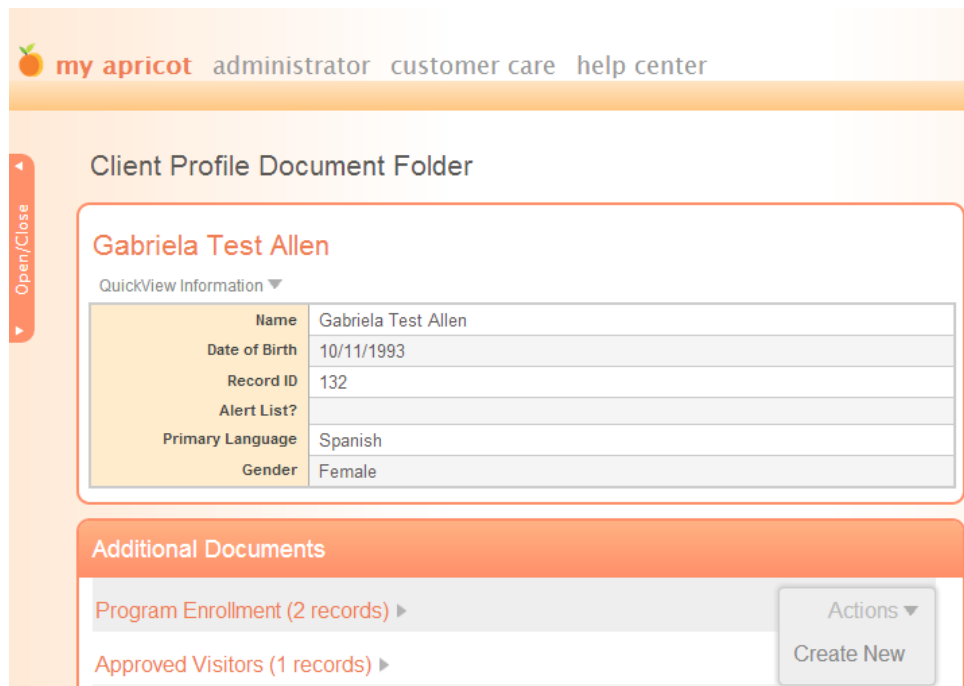 my apricot administrator customer care help center
Open/Close
Client Profile Document Folder
Gabriela Test Allen
QuickView Information
Name Gabriela Test Allen
Date of Birth 10/11/1993
Record ID 132
Alert List?
Primary Language Spanish
Gender Female
Additional Documents
Program Enrollment (2 records) Actions
Approved Visitors (1 records) Create New